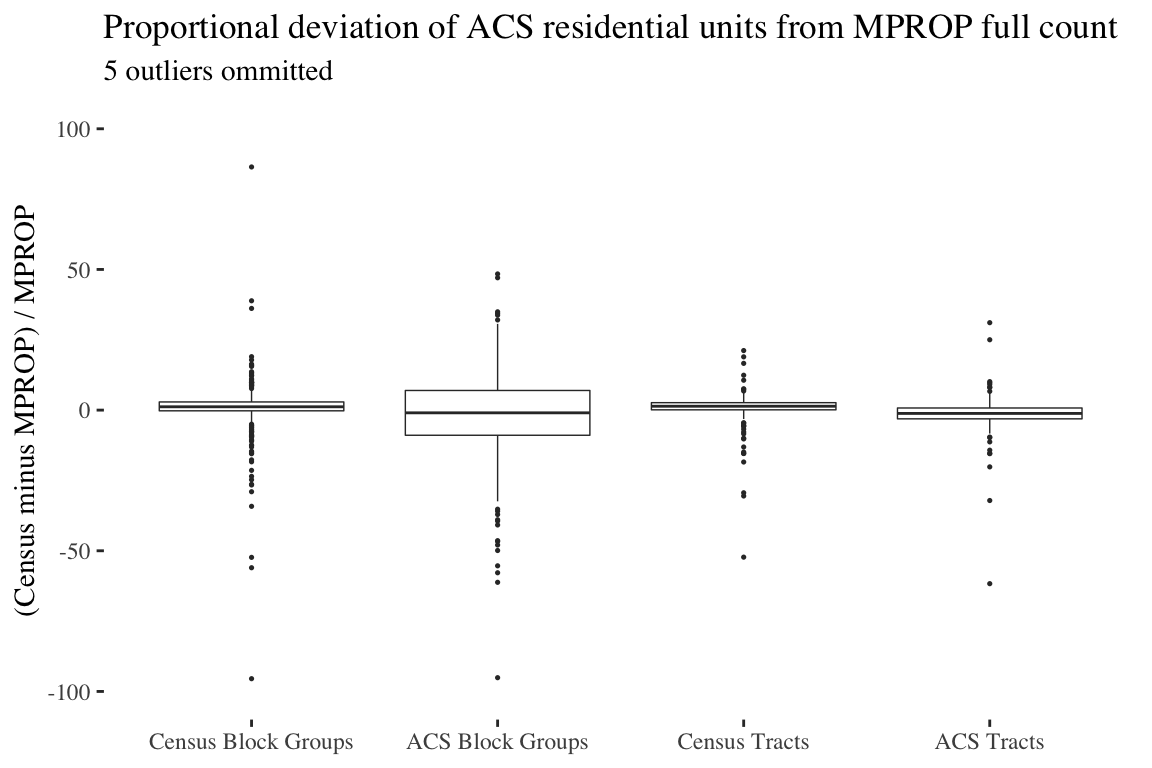 Proportional deviation of ACS residential units from MPROP full count
5 outliers ommitted
(Census minus MPROP) / MPROP
100
50
0
-50
-100
Census Block Groups
ACS Block Groups
Census Tracts
ACS Tracts